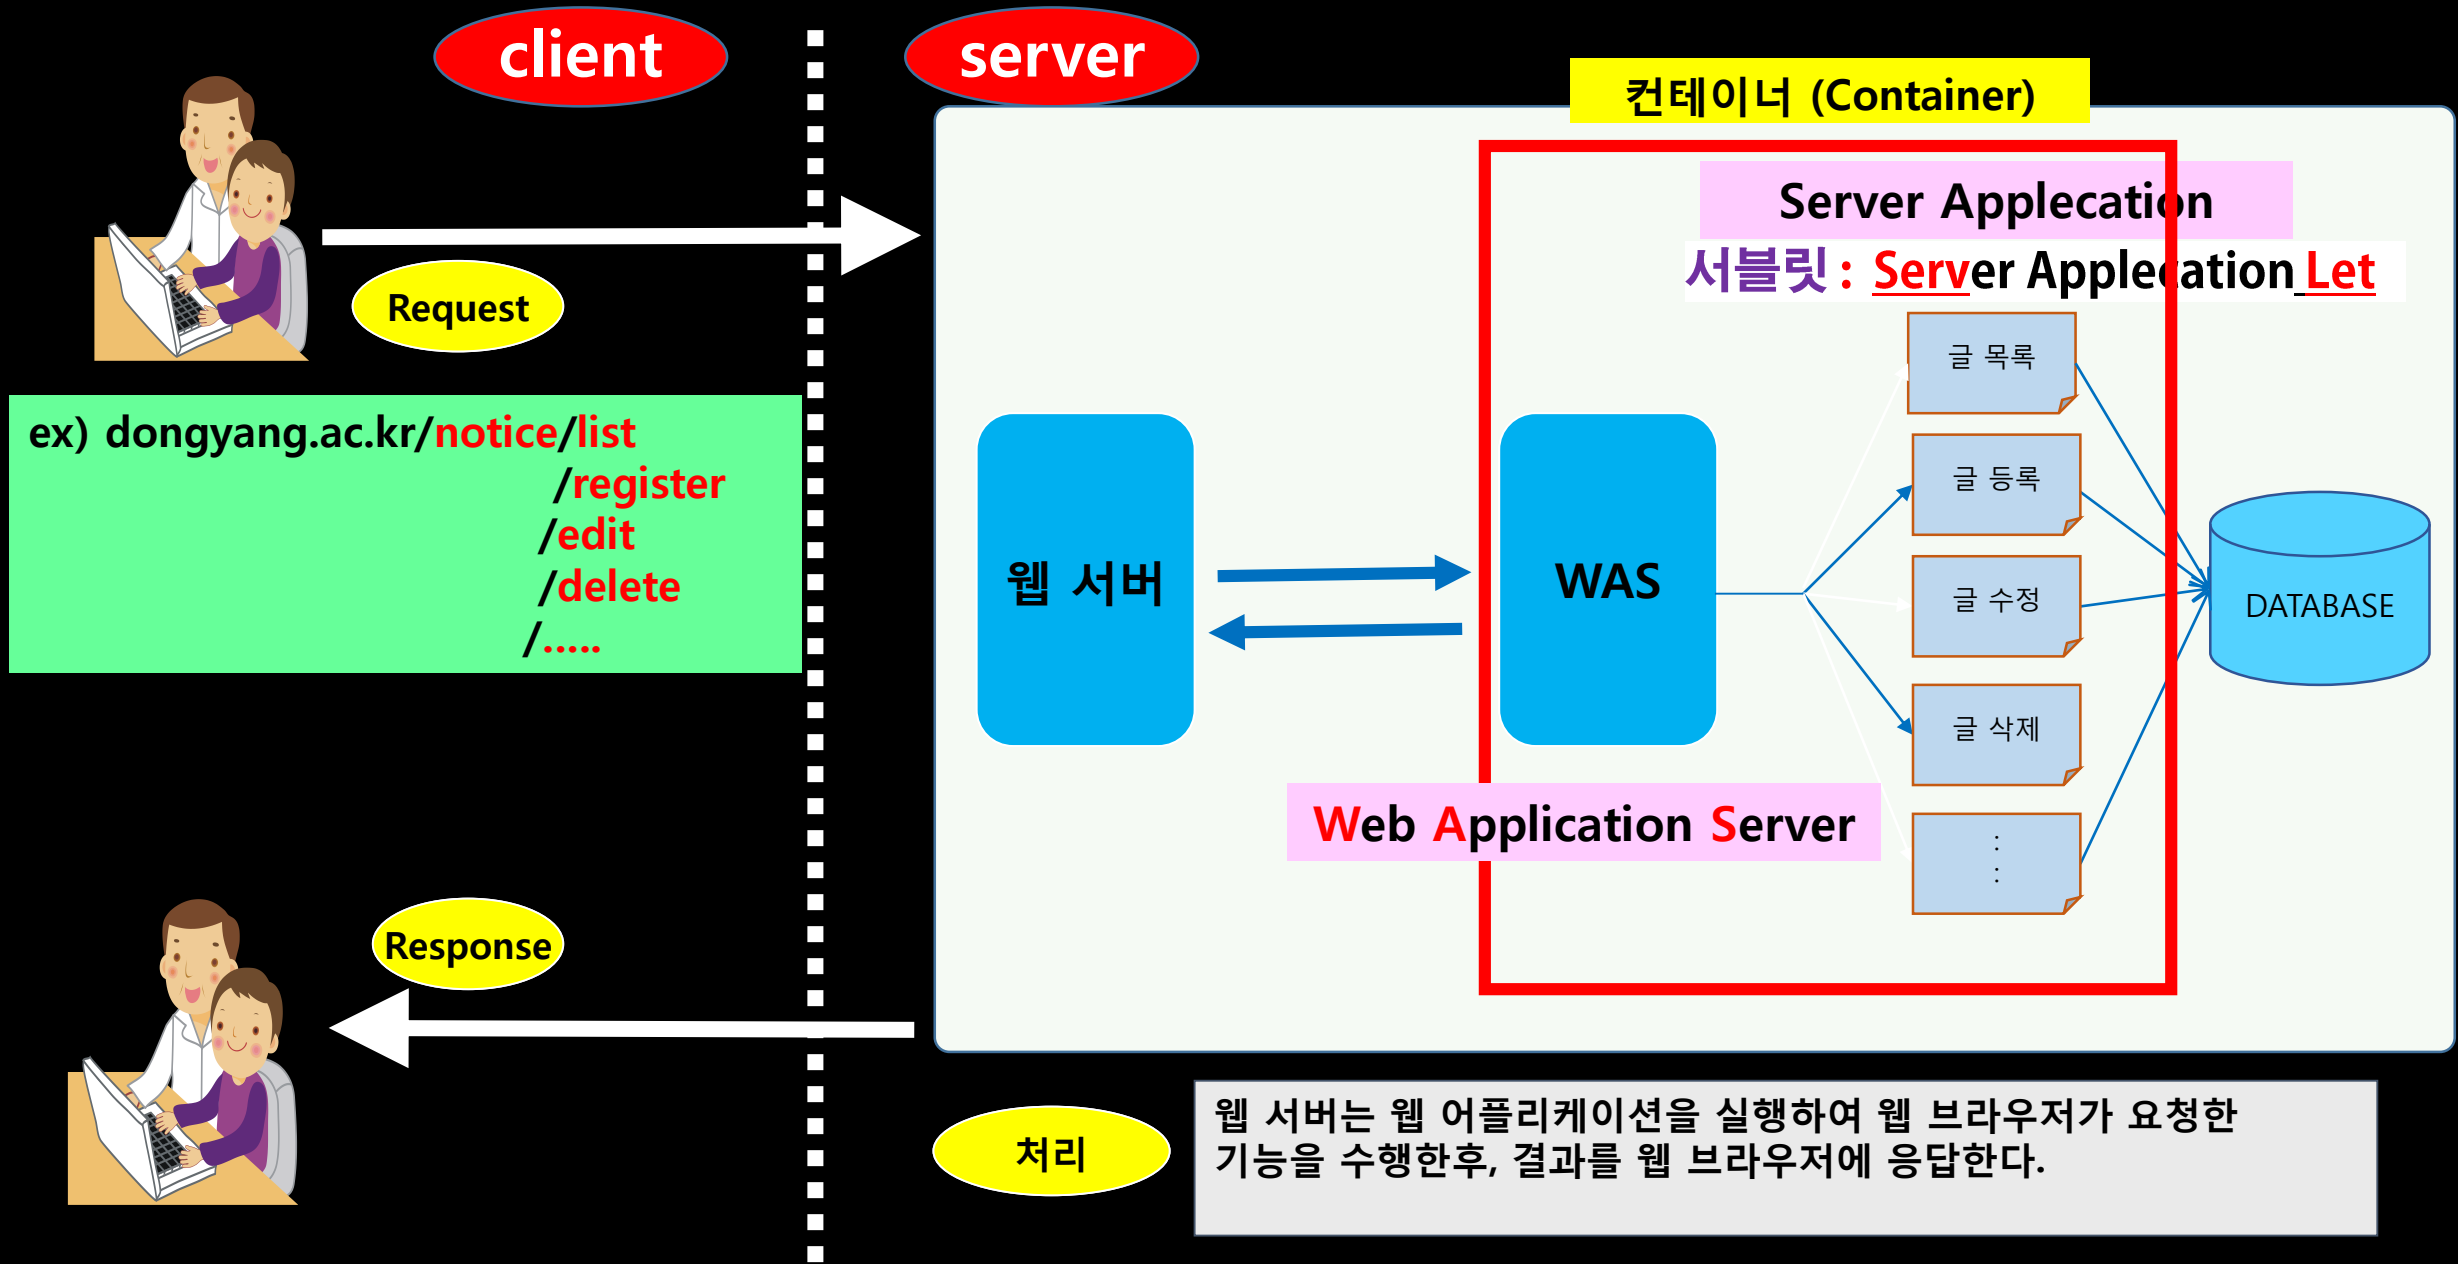 client
server
컨테이너 (Container)
Server Applecation
서블릿 : Server Applecation Let
Request
ex) dongyang.ac.kr/notice/list
/register
/edit
/delete
/.....
글 목록
글 등록
글 수정
글 삭제
:
:
웹 서버
WAS
DATABASE
Web Application Server
Response
처리
웹 서버는 웹 어플리케이션을 실행하여 웹 브라우저가 요청한
기능을 수행한후, 결과를 웹 브라우저에 응답한다.